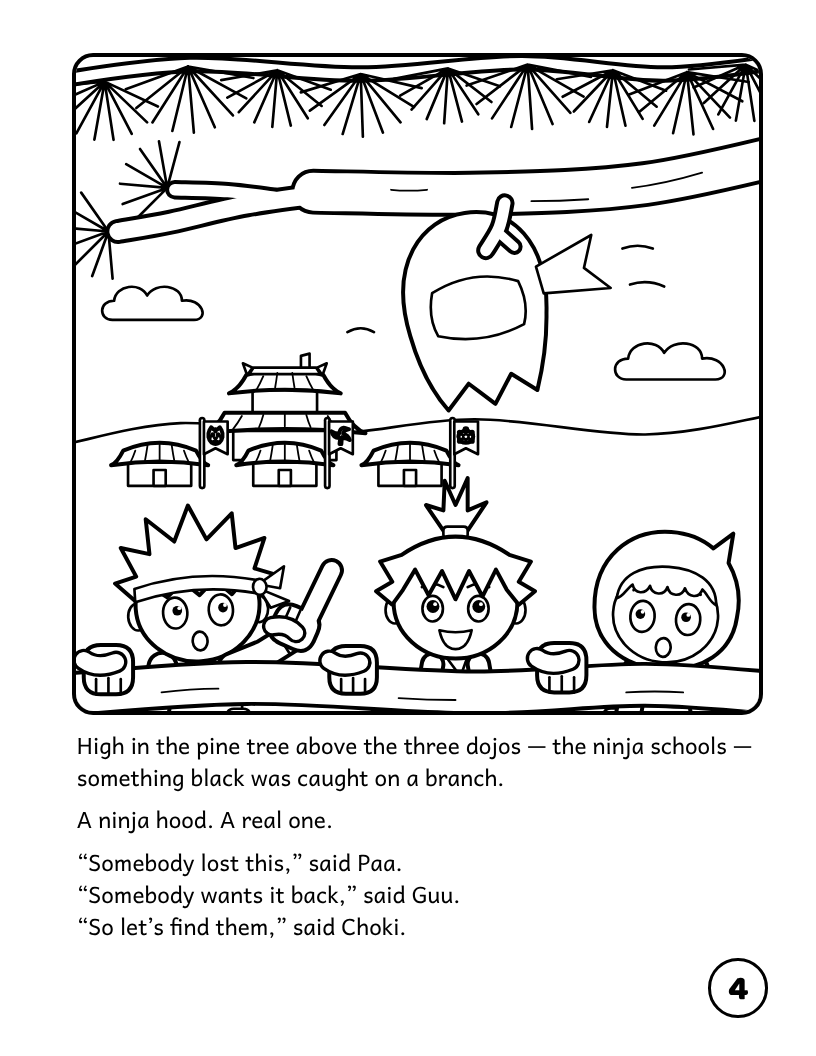 High in the pine tree above the three dojos — the ninja schools —
something black was caught on a branch.
A ninja hood. A real one.
“Somebody lost this,” said Paa.
“Somebody wants it back,” said Guu.
“So let’s find them,” said Choki.
4